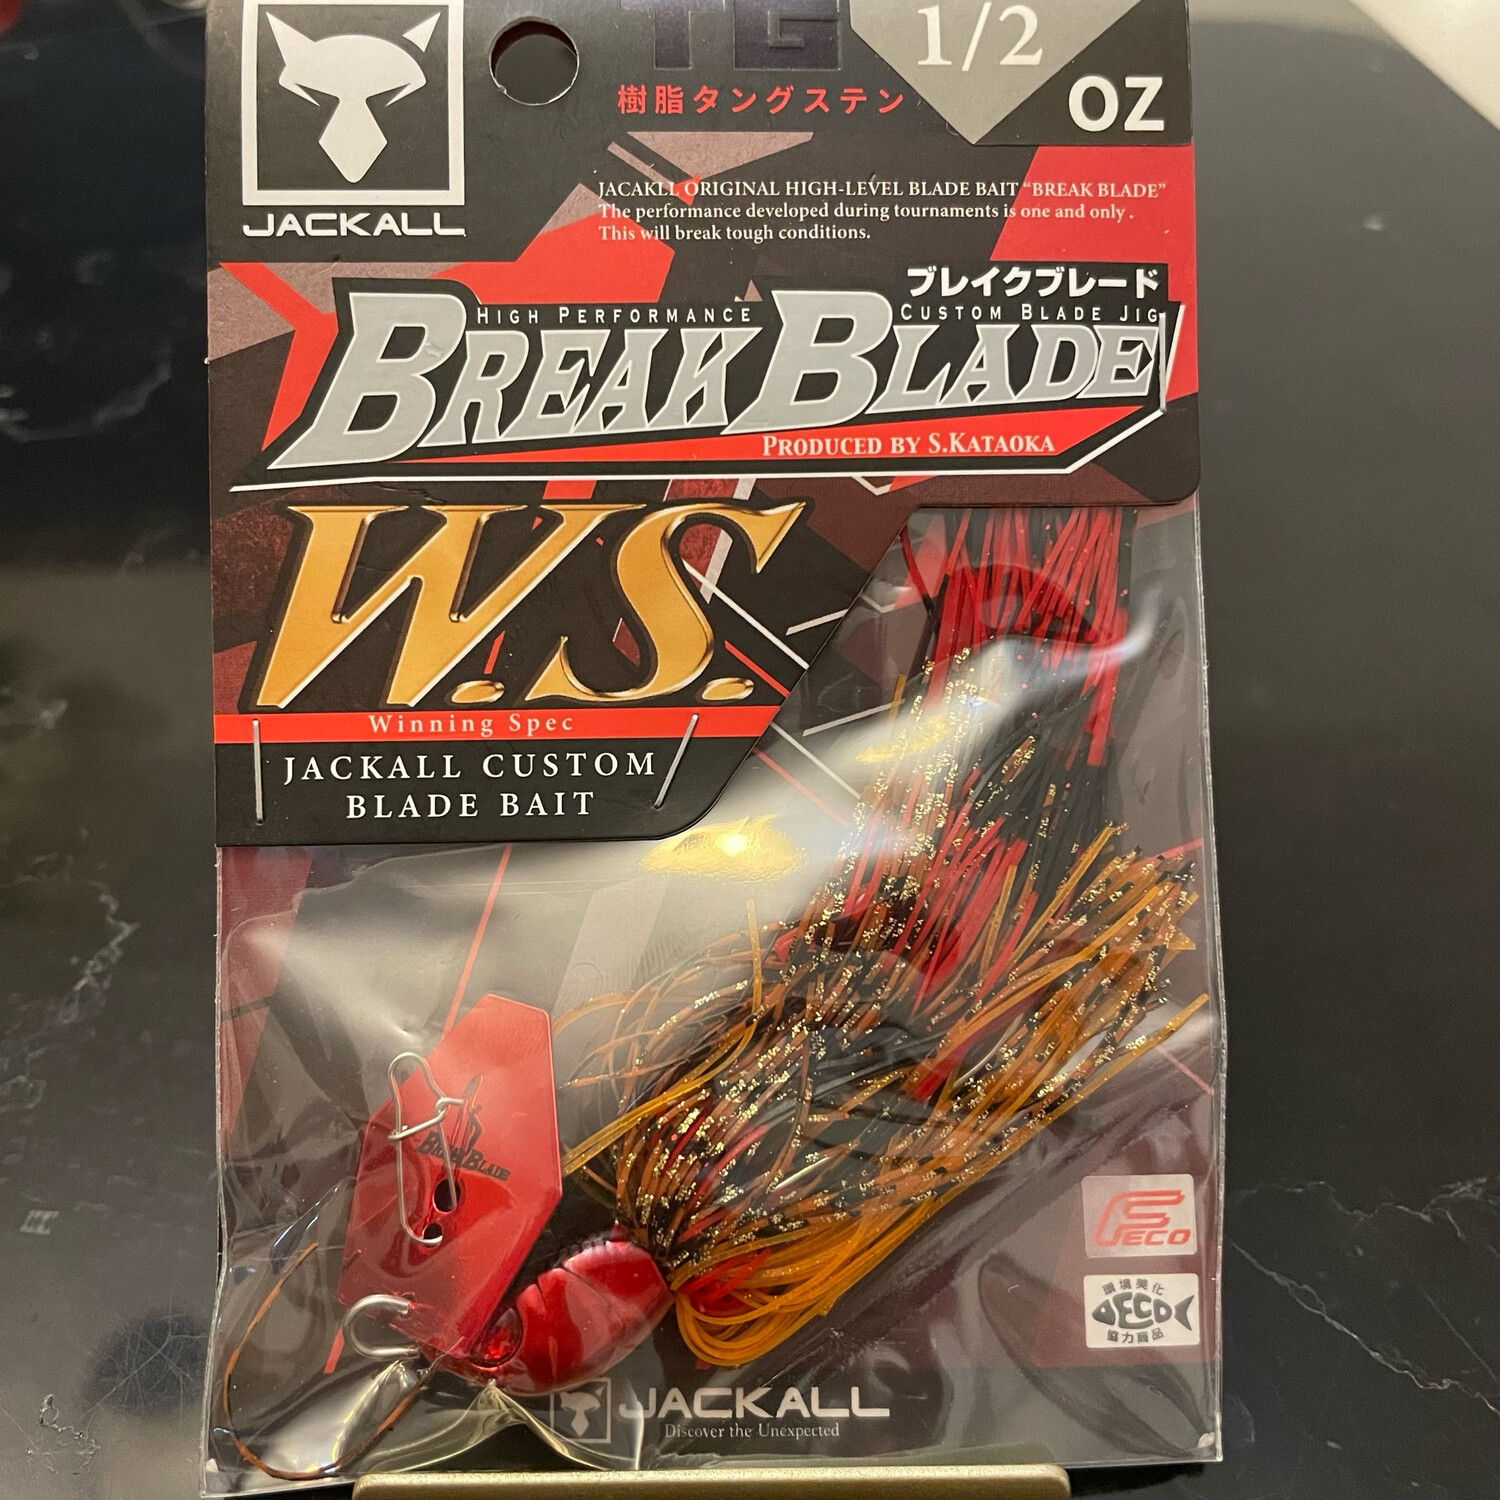 TG
1/2
OZ
樹脂タングステン
JACKALL
JACAKLL ORIGINAL HIGH-LEVEL BLADE BAIT “BREAK BLADE”
The performance developed during tournaments is one and only .
This will break tough conditions.
ブレイクブレード
HIGH PERFORMANCE
CUSTOM BLADE JIG
BREAK BLADE
PRODUCED BY S.KATAOKA
W.S.
Winning Spec
JACKALL CUSTOM
BLADE BAIT
BREAK BLADE
FECO
環境美化
ECO
協力商品
JACKALL
Discover the Unexpected